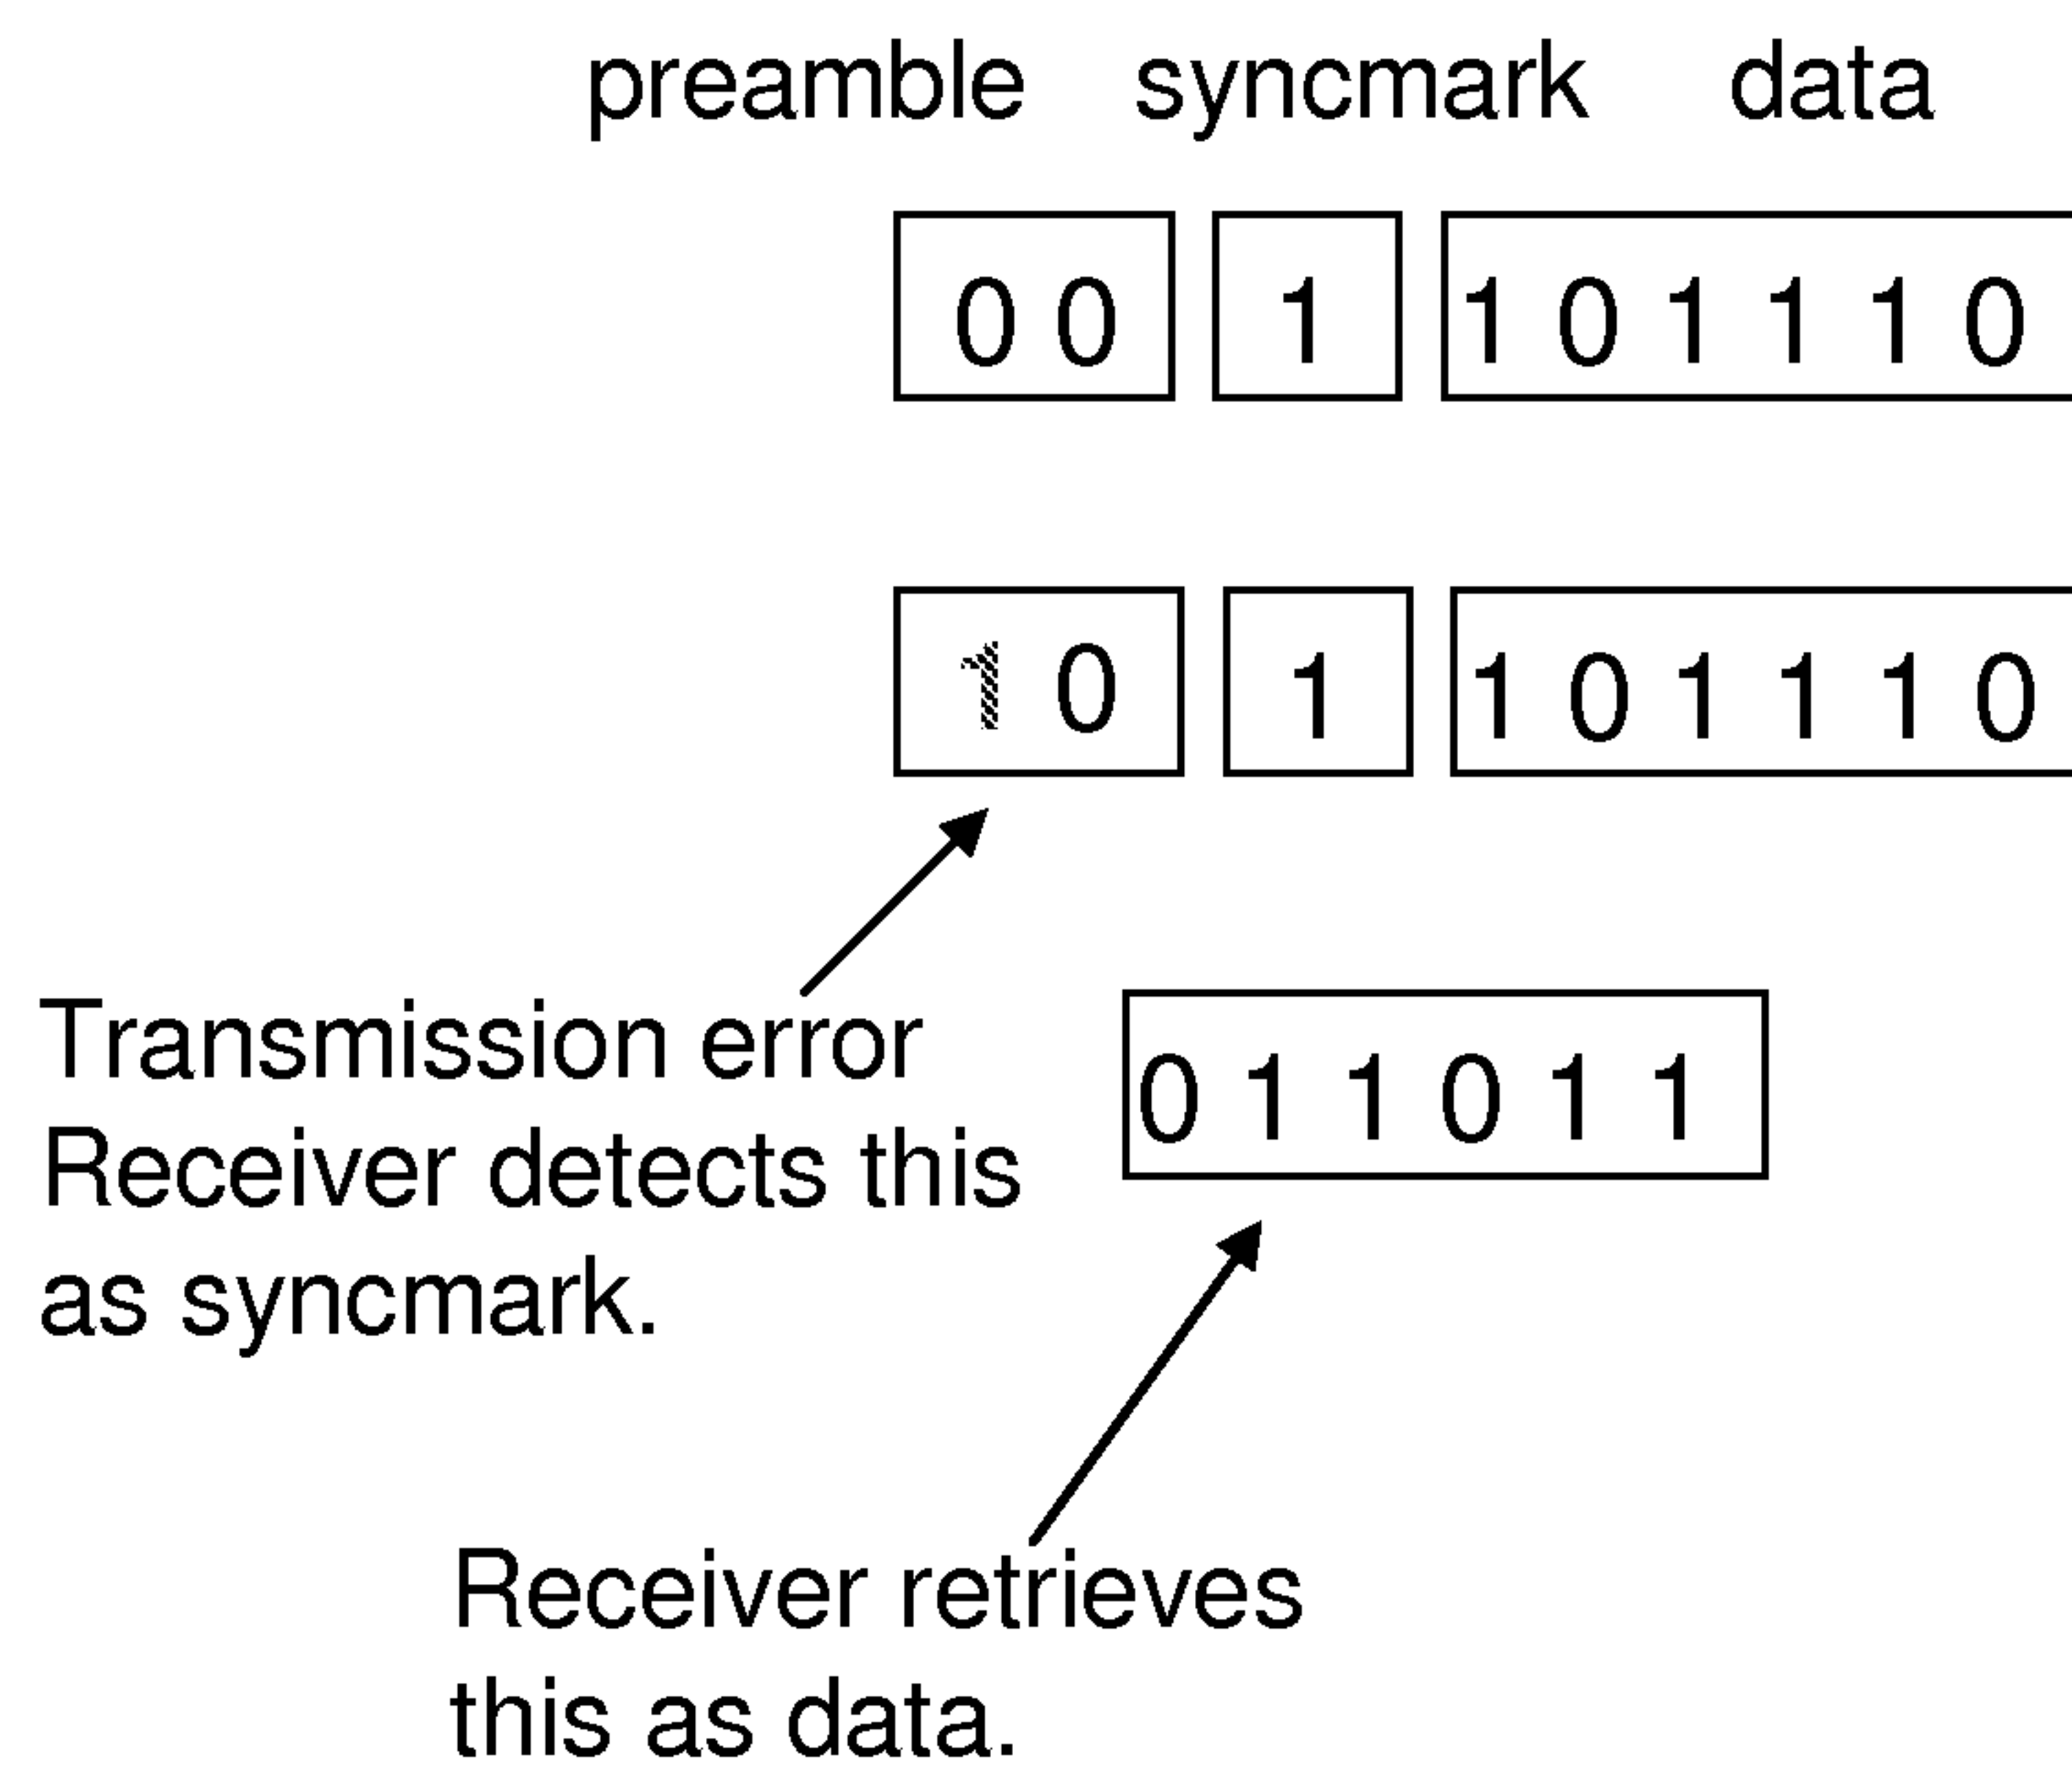 preamble syncmark data
0 0 1 1 0 1 1 1 0
1 0 1 1 0 1 1 1 0
Transmission error
Receiver detects this
as syncmark.
0 1 1 0 1 1
Receiver retrieves
this as data.